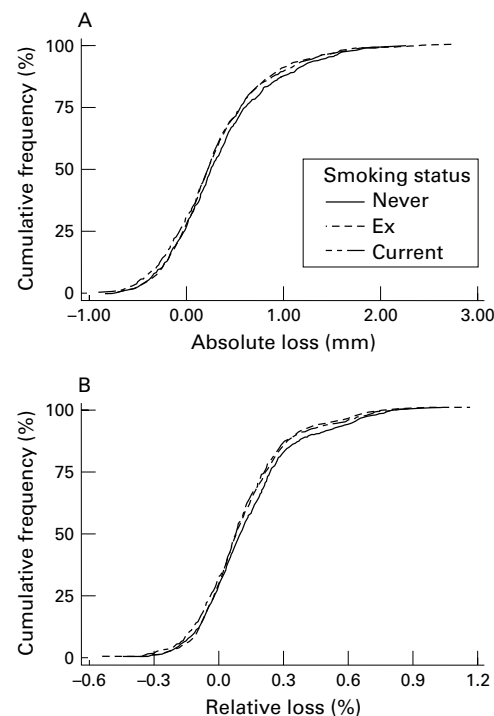 A
Cumulative frequency (%)
100
75
50
25
0
Smoking status
Never
Ex
Current
−1.00 0.00 1.00 2.00 3.00
Absolute loss (mm)
B
Cumulative frequency (%)
100
75
50
25
0
−0.6 −0.3 0.0 0.3 0.6 0.9 1.2
Relative loss (%)